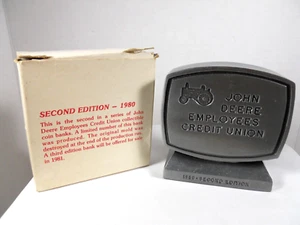 SECOND EDITION - 1980
This is the second in a series of John
Deere Employees Credit Union collectible
coin banks. A limited number of this bank
was produced. The original mold was
destroyed at the end of the production run.
A third edition bank will be offered for sale
in 1981.
JOHN
DEERE
EMPLOYEES
CREDIT UNION